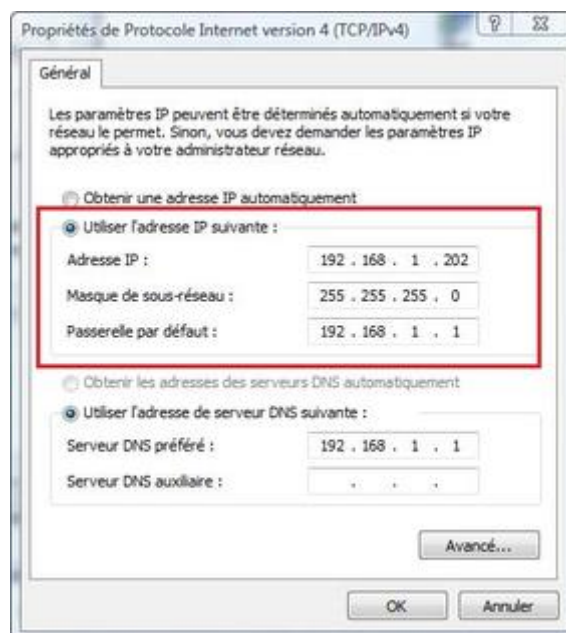 Propriétés de Protocole Internet version 4 (TCP/IPv4)
Général
Les paramètres IP peuvent être déterminés automatiquement si votre
réseau le permet. Sinon, vous devez demander les paramètres IP
appropriés à votre administrateur réseau.
Obtenir une adresse IP automatiquement
Utiliser l'adresse IP suivante :
Adresse IP : 192 . 168 . 1 . 202
Masque de sous-réseau : 255 . 255 . 255 . 0
Passerelle par défaut : 192 . 168 . 1 . 1
Obtenir les adresses des serveurs DNS automatiquement
Utiliser l'adresse de serveur DNS suivante :
Serveur DNS préféré : 192 . 168 . 1 . 1
Serveur DNS auxiliaire : . . .
Avancé...
OK Annuler